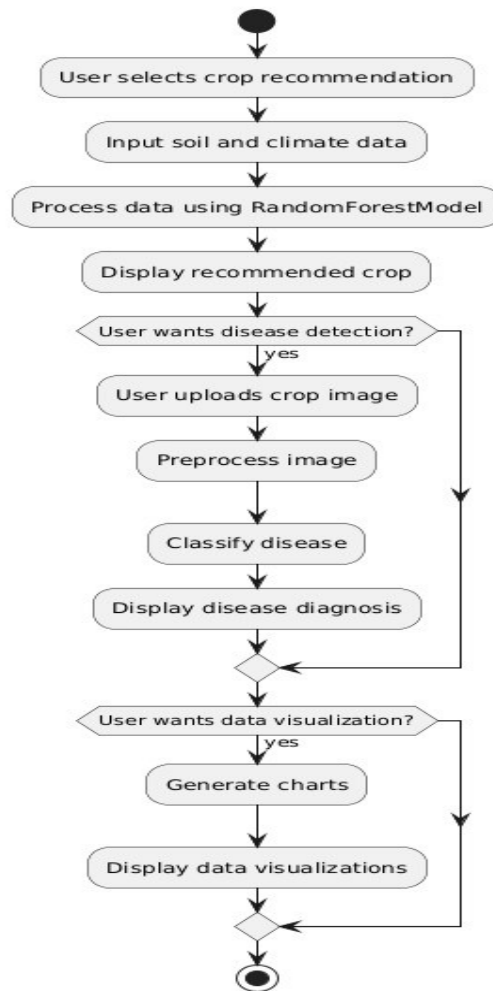 User selects crop recommendation
Input soil and climate data
Process data using RandomForestModel
Display recommended crop
User wants disease detection?
yes
User uploads crop image
Preprocess image
Classify disease
Display disease diagnosis
User wants data visualization?
yes
Generate charts
Display data visualizations